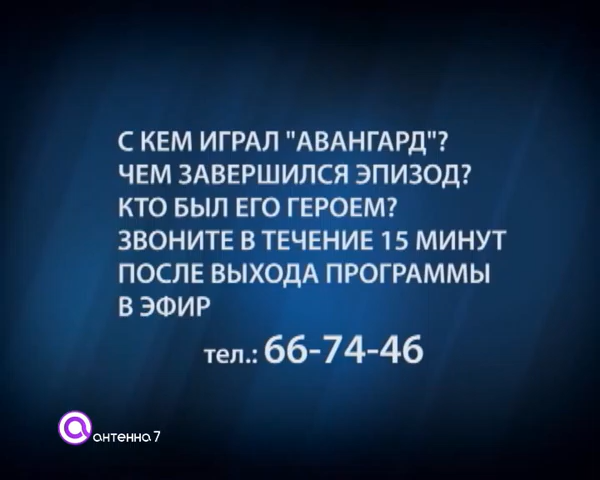 С КЕМ ИГРАЛ "АВАНГАРД"?
ЧЕМ ЗАВЕРШИЛСЯ ЭПИЗОД?
КТО БЫЛ ЕГО ГЕРОЕМ?
ЗВОНИТЕ В ТЕЧЕНИЕ 15 МИНУТ
ПОСЛЕ ВЫХОДА ПРОГРАММЫ
В ЭФИР
тел.: 66-74-46
антенна 7